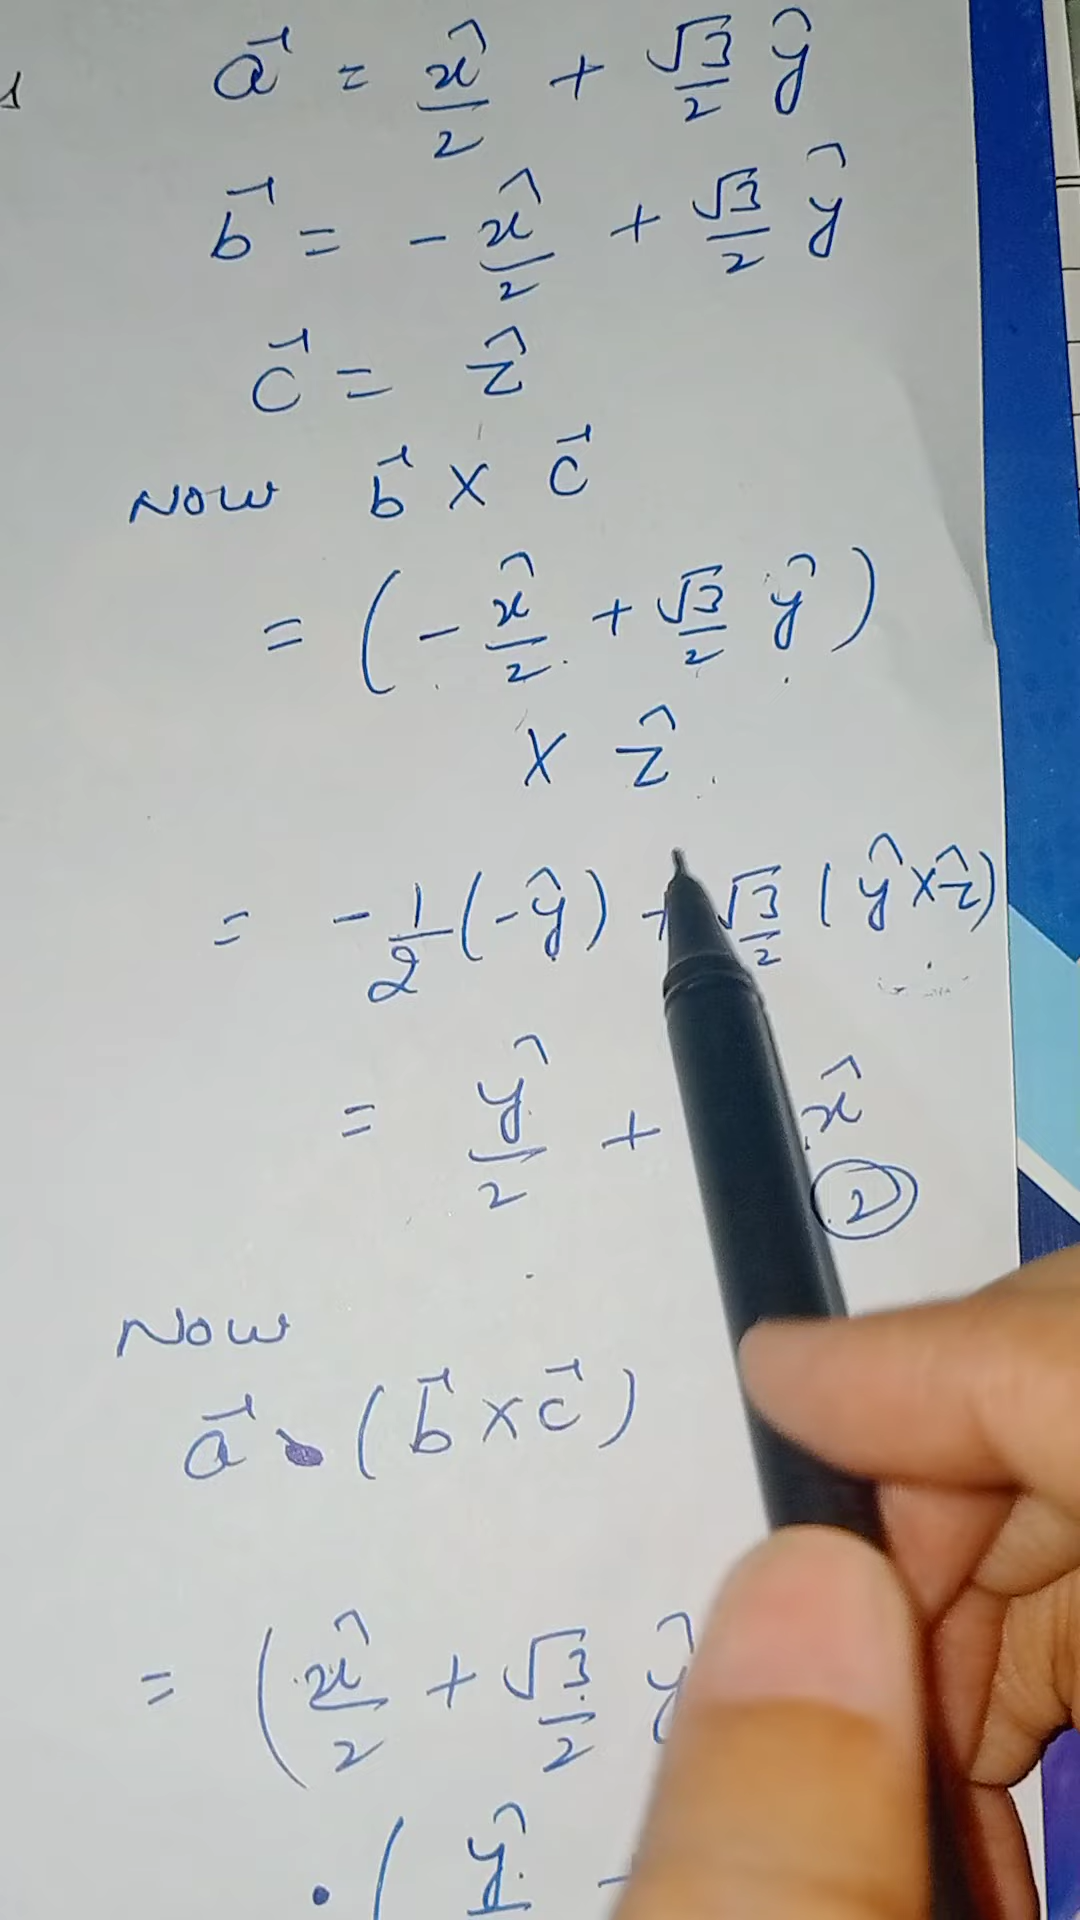 a⃗ = x̂/2 + √3/2 ŷ
b⃗ = - x̂/2 + √3/2 ŷ
c⃗ = ẑ
Now b⃗ × c⃗
= ( - x̂/2 + √3/2 ŷ )
× ẑ
= - 1/2 (-ŷ) + √3/2 ( ŷ × ẑ)
= ŷ/2 + x̂
2
Now
a⃗ • ( b⃗ × c⃗ )
= ( x̂/2 + √3/2 ŷ
• ( ŷ